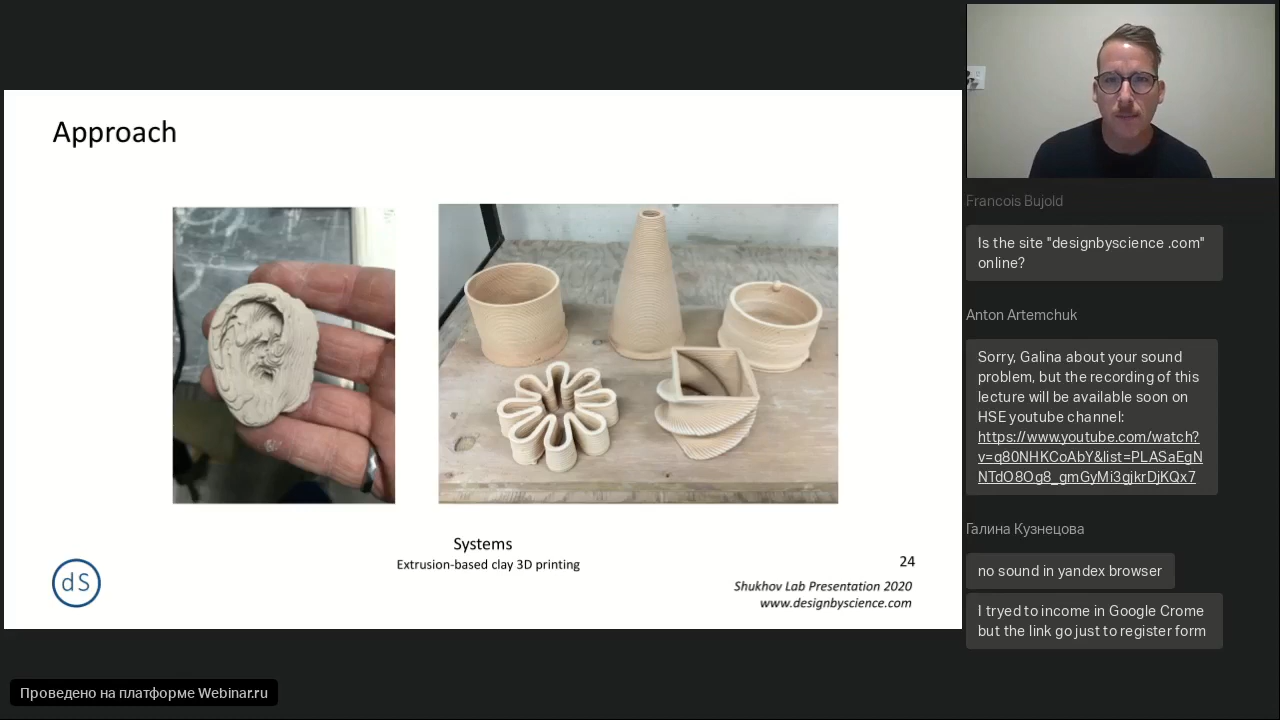 Approach
Systems
Extrusion-based clay 3D printing
24
Shukhov Lab Presentation 2020
www.designbyscience.com
dS
Francois Bujold
Is the site "designbyscience .com"
online?
Anton Artemchuk
Sorry, Galina about your sound
problem, but the recording of this
lecture will be available soon on
HSE youtube channel:
https://www.youtube.com/watch?
v=q80NHKCoAbY&list=PLASaEgN
NTdO8Og8_gmGyMi3gjkrDjKQx7
Галина Кузнецова
no sound in yandex browser
I tryed to income in Google Crome
but the link go just to register form
Проведено на платформе Webinar.ru